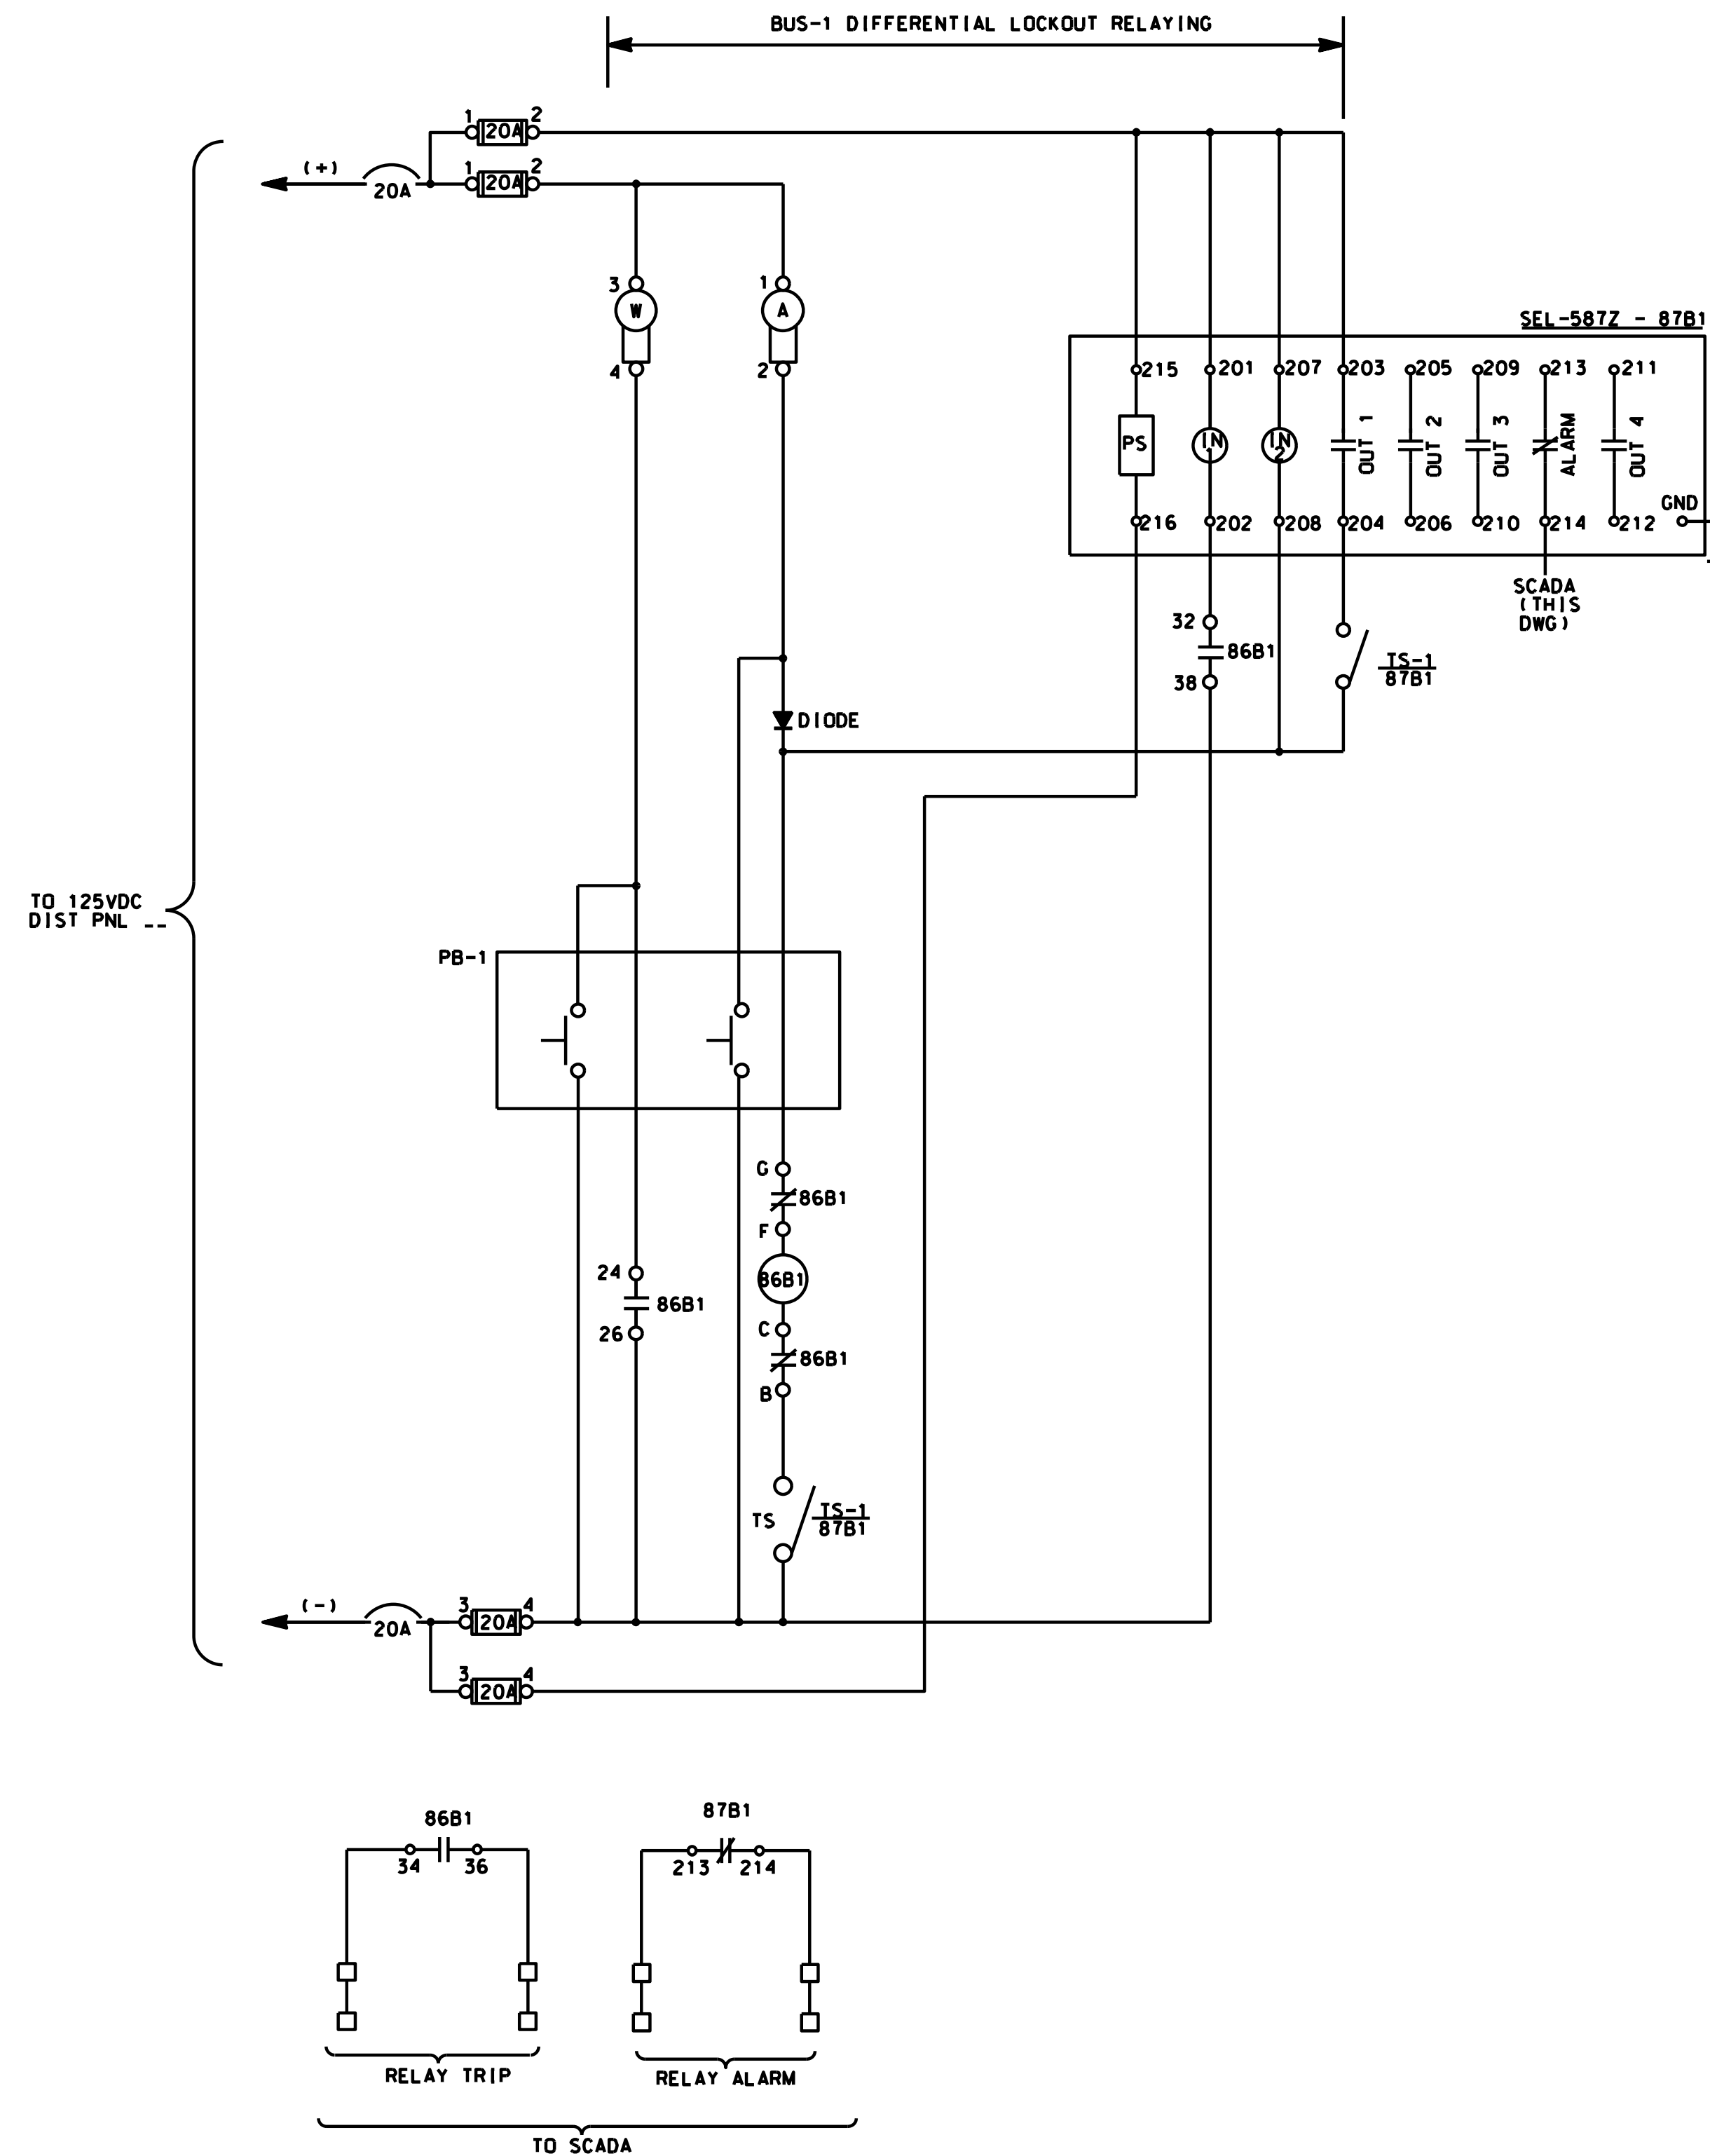 BUS-1 DIFFERENTIAL LOCKOUT RELAYING
1 20A 2
(+)
20A
1 20A 2
3
W
4
1
A
2
SEL-587Z - 87B1
215 201 207 203 205 209 213 211
PS
IN
1
IN
2
OUT 1
OUT 2
OUT 3
ALARM
OUT 4
GND
216 202 208 204 206 210 214 212
SCADA
(THIS
DWG)
32
86B1
38
TS-1
87B1
DIODE
TO 125VDC
DIST PNL --
PB-1
G
86B1
F
86B1
C
86B1
B
24
86B1
26
TS
TS-1
87B1
(-)
20A
3 20A 4
3 20A 4
86B1
34 36
87B1
213 214
RELAY TRIP
RELAY ALARM
TO SCADA